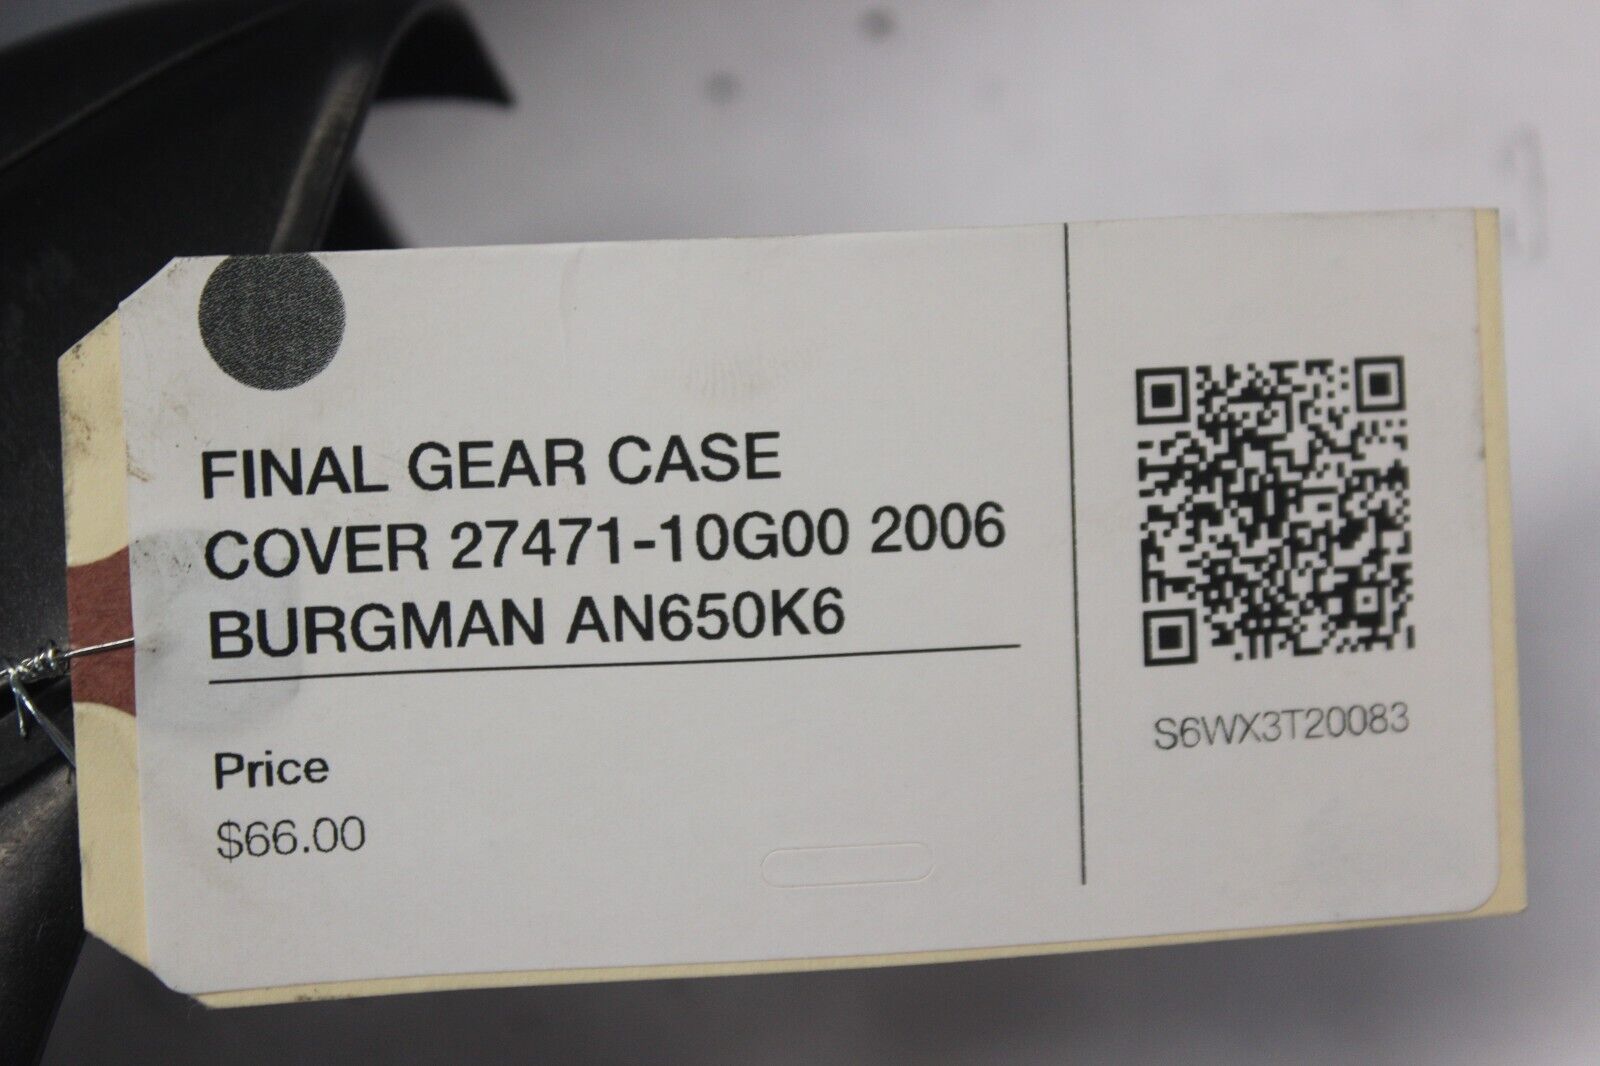 FINAL GEAR CASE
COVER 27471-10G00 2006
BURGMAN AN650K6
Price
$66.00
S6WX3T20083